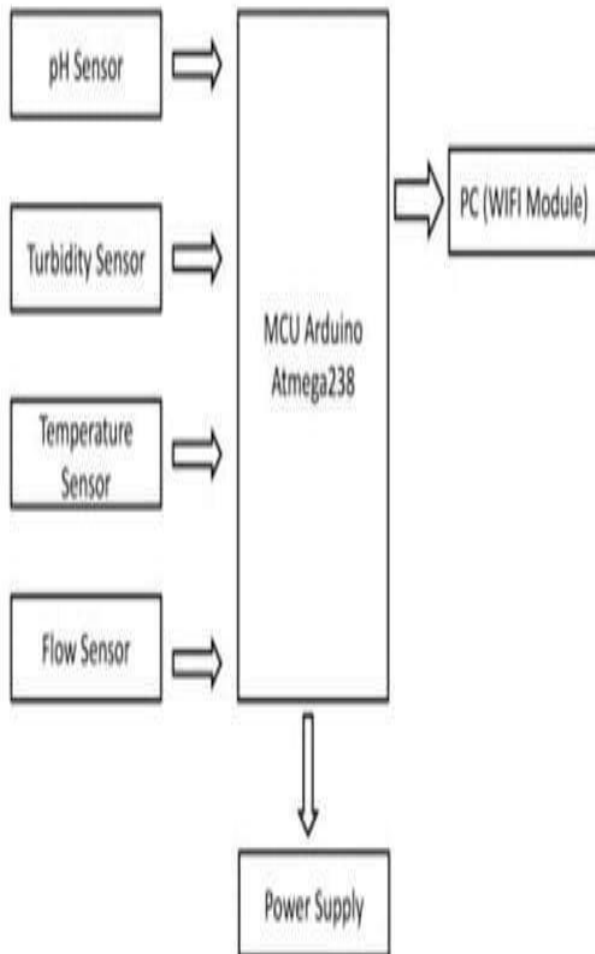 pH Sensor
Turbidity Sensor
Temperature
Sensor
Flow Sensor
MCU Arduino
Atmega238
PC (WIFI Module)
Power Supply